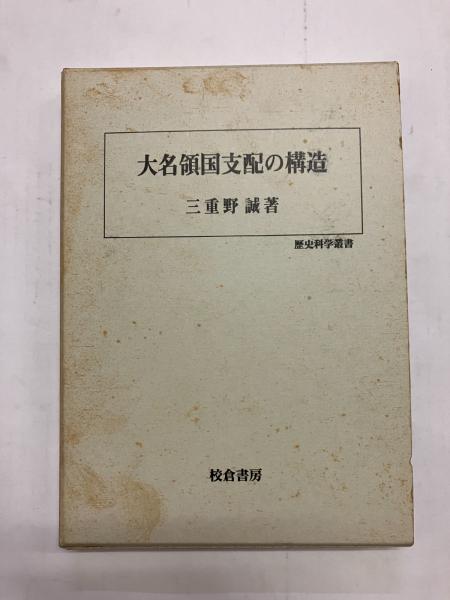 大名領国支配の構造
三重野 誠著
歴史科学叢書
校倉書房